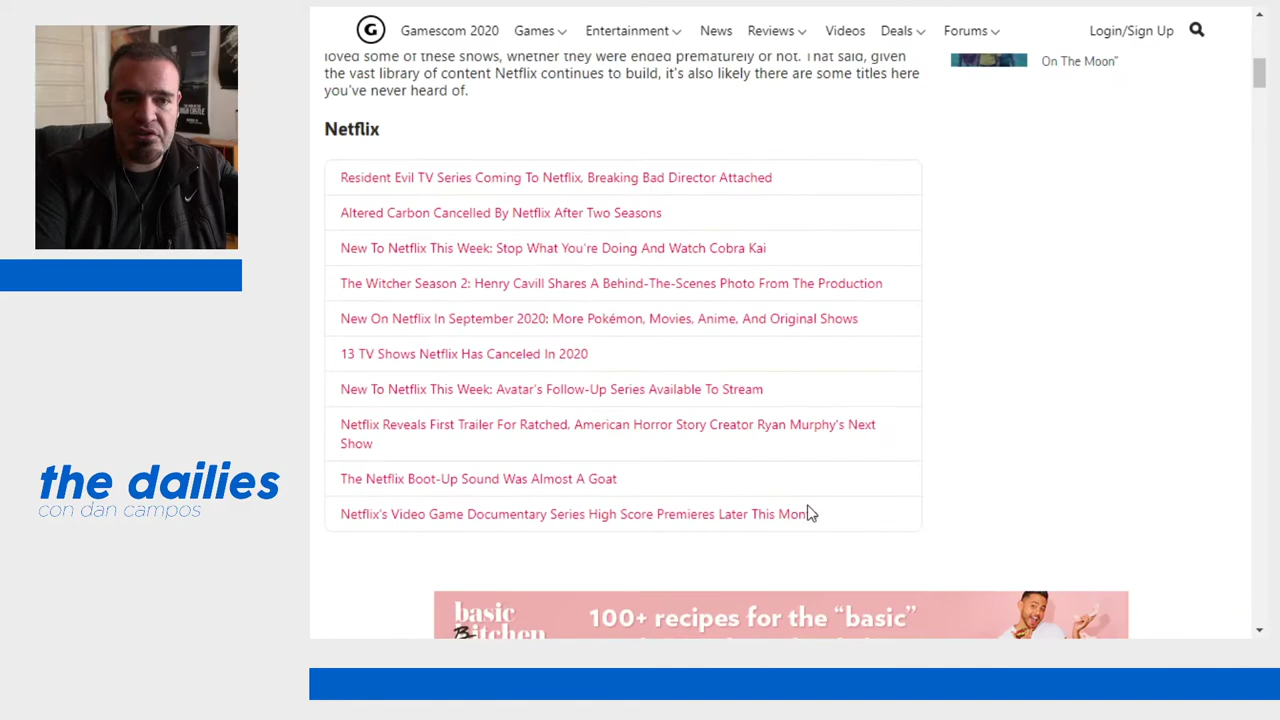 Gamescom 2020 Games Entertainment News Reviews Videos Deals Forums Login/Sign Up
loved some of these shows, whether they were ended prematurely or not. That said, given
the vast library of content Netflix continues to build, it's also likely there are some titles here
you've never heard of.
On The Moon"
Netflix
Resident Evil TV Series Coming To Netflix, Breaking Bad Director Attached
Altered Carbon Cancelled By Netflix After Two Seasons
New To Netflix This Week: Stop What You're Doing And Watch Cobra Kai
The Witcher Season 2: Henry Cavill Shares A Behind-The-Scenes Photo From The Production
New On Netflix In September 2020: More Pokémon, Movies, Anime, And Original Shows
13 TV Shows Netflix Has Canceled In 2020
New To Netflix This Week: Avatar's Follow-Up Series Available To Stream
Netflix Reveals First Trailer For Ratched, American Horror Story Creator Ryan Murphy's Next
Show
The Netflix Boot-Up Sound Was Almost A Goat
Netflix's Video Game Documentary Series High Score Premieres Later This Mon
the dailies
con dan campos
basic
Bitchen
100+ recipes for the "basic"